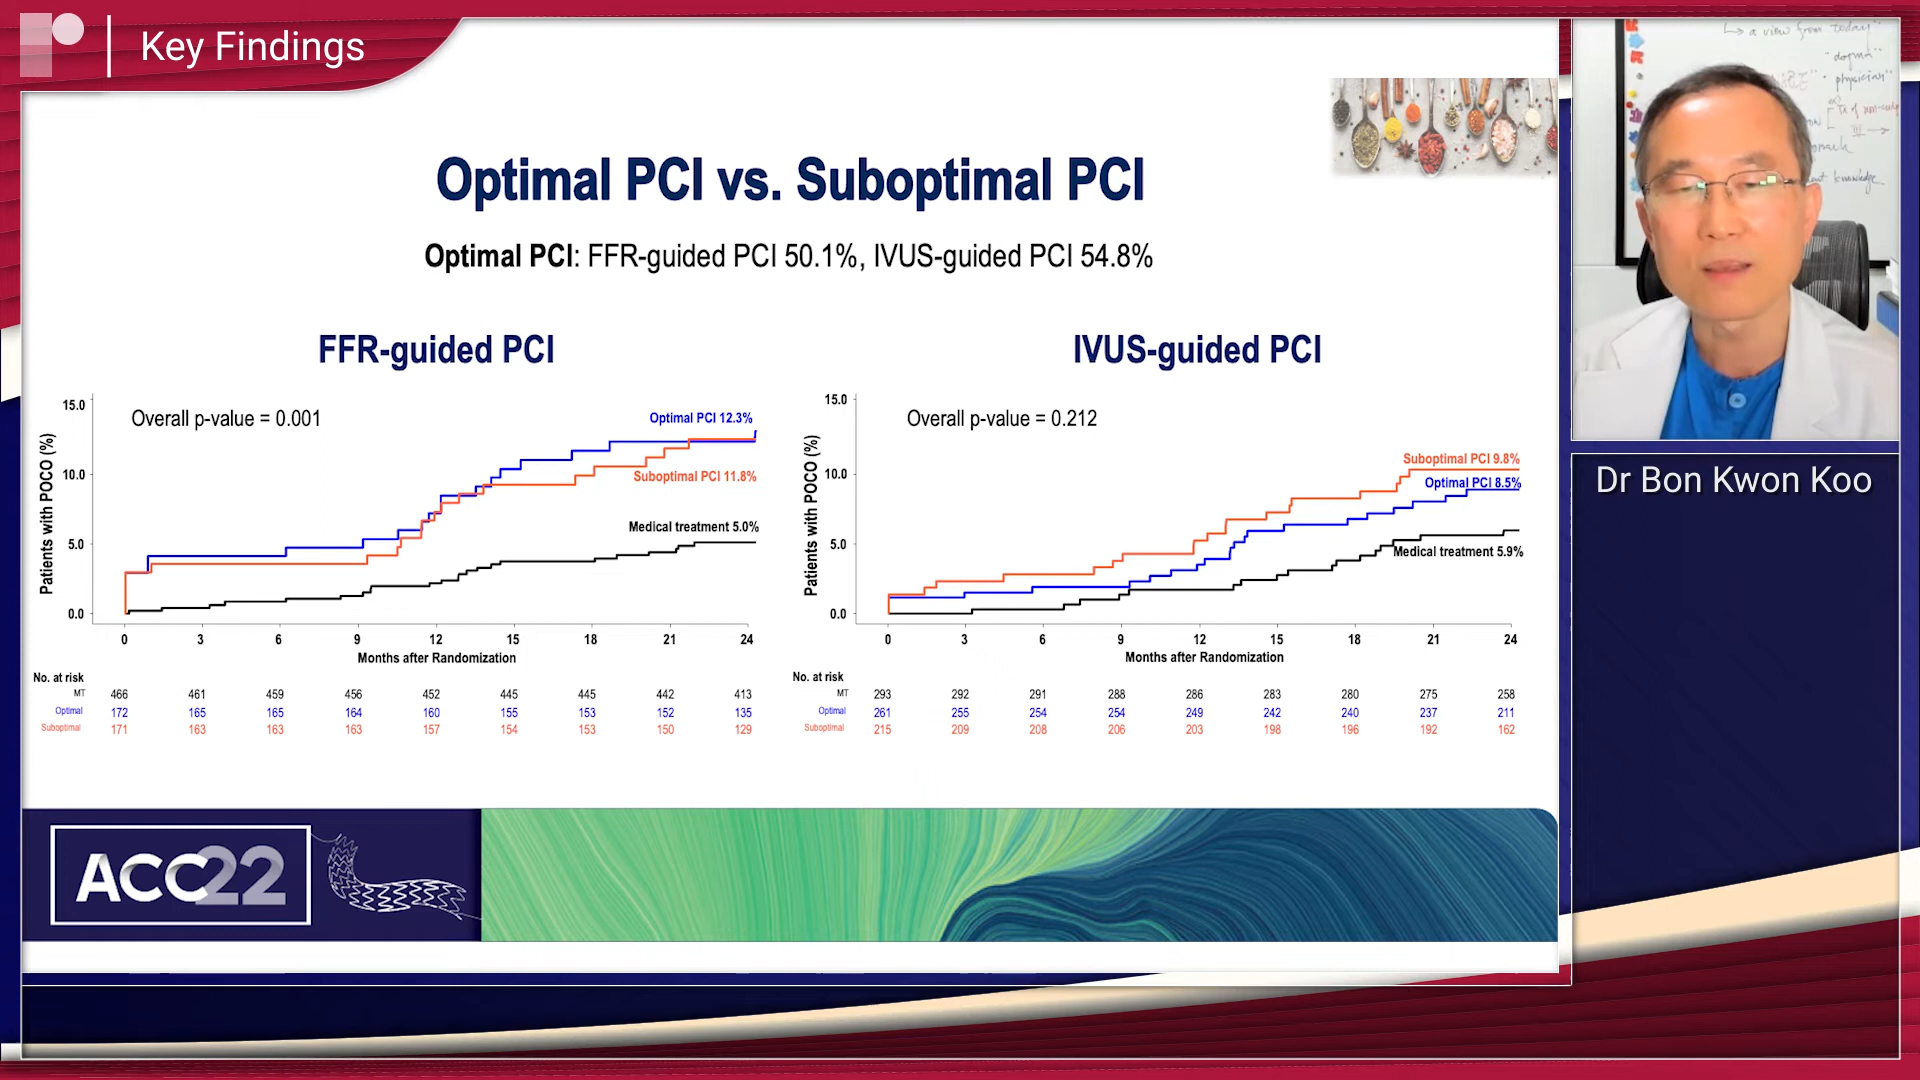 Key Findings
Optimal PCI vs. Suboptimal PCI
Optimal PCI: FFR-guided PCI 50.1%, IVUS-guided PCI 54.8%
FFR-guided PCI
Overall p-value = 0.001
Patients with POCO (%)
15.0
10.0
5.0
0.0
Optimal PCI 12.3%
Suboptimal PCI 11.8%
Medical treatment 5.0%
0 3 6 9 12 15 18 21 24
Months after Randomization
No. at risk
MT 466 461 459 456 452 445 445 442 413
Optimal 172 165 165 164 160 155 153 152 135
Suboptimal 171 163 163 163 157 154 153 150 129
IVUS-guided PCI
Overall p-value = 0.212
Patients with POCO (%)
15.0
10.0
5.0
0.0
Suboptimal PCI 9.8%
Optimal PCI 8.5%
Medical treatment 5.9%
0 3 6 9 12 15 18 21 24
Months after Randomization
No. at risk
MT 293 292 291 288 286 283 280 275 258
Optimal 261 255 254 254 249 242 240 237 211
Suboptimal 215 209 208 206 203 198 196 192 162
ACC22
a view from today"
"dogma"
physician"
knowledge
Dr Bon Kwon Koo